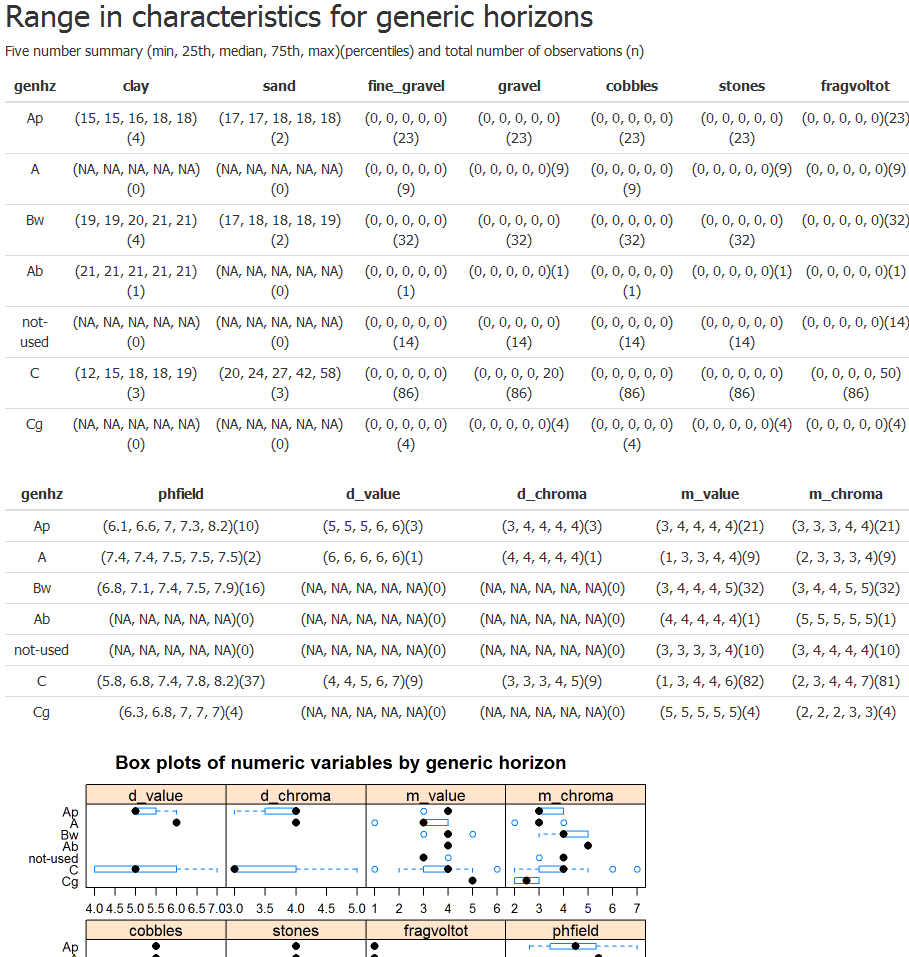 Range in characteristics for generic horizons
Five number summary (min, 25th, median, 75th, max)(percentiles) and total number of observations (n)
genhz clay sand fine_gravel gravel cobbles stones fragvoltot
Ap (15, 15, 16, 18, 18) (17, 17, 18, 18, 18) (0, 0, 0, 0, 0) (0, 0, 0, 0, 0) (0, 0, 0, 0, 0) (0, 0, 0, 0, 0) (0, 0, 0, 0, 0)(23)
(4) (2) (23) (23) (23) (23)
A (NA, NA, NA, NA, NA) (NA, NA, NA, NA, NA) (0, 0, 0, 0, 0) (0, 0, 0, 0, 0)(9) (0, 0, 0, 0, 0) (0, 0, 0, 0, 0)(9) (0, 0, 0, 0, 0)(9)
(0) (0) (9) (9)
Bw (19, 19, 20, 21, 21) (17, 18, 18, 18, 19) (0, 0, 0, 0, 0) (0, 0, 0, 0, 0) (0, 0, 0, 0, 0) (0, 0, 0, 0, 0) (0, 0, 0, 0, 0)(32)
(4) (2) (32) (32) (32) (32)
Ab (21, 21, 21, 21, 21) (NA, NA, NA, NA, NA) (0, 0, 0, 0, 0) (0, 0, 0, 0, 0)(1) (0, 0, 0, 0, 0) (0, 0, 0, 0, 0)(1) (0, 0, 0, 0, 0)(1)
(1) (0) (1) (1)
not- (NA, NA, NA, NA, NA) (NA, NA, NA, NA, NA) (0, 0, 0, 0, 0) (0, 0, 0, 0, 0) (0, 0, 0, 0, 0) (0, 0, 0, 0, 0) (0, 0, 0, 0, 0)(14)
used (0) (0) (14) (14) (14) (14)
C (12, 15, 18, 18, 19) (20, 24, 27, 42, 58) (0, 0, 0, 0, 0) (0, 0, 0, 0, 20) (0, 0, 0, 0, 0) (0, 0, 0, 0, 0) (0, 0, 0, 0, 50)
(3) (3) (86) (86) (86) (86) (86)
Cg (NA, NA, NA, NA, NA) (NA, NA, NA, NA, NA) (0, 0, 0, 0, 0) (0, 0, 0, 0, 0)(4) (0, 0, 0, 0, 0) (0, 0, 0, 0, 0)(4) (0, 0, 0, 0, 0)(4)
(0) (0) (4) (4)
genhz phfield d_value d_chroma m_value m_chroma
Ap (6.1, 6.6, 7, 7.3, 8.2)(10) (5, 5, 5, 6, 6)(3) (3, 4, 4, 4, 4)(3) (3, 4, 4, 4, 4)(21) (3, 3, 3, 4, 4)(21)
A (7.4, 7.4, 7.5, 7.5, 7.5)(2) (6, 6, 6, 6, 6)(1) (4, 4, 4, 4, 4)(1) (1, 3, 3, 4, 4)(9) (2, 3, 3, 3, 4)(9)
Bw (6.8, 7.1, 7.4, 7.5, 7.9)(16) (NA, NA, NA, NA, NA)(0) (NA, NA, NA, NA, NA)(0) (3, 4, 4, 4, 5)(32) (3, 4, 4, 5, 5)(32)
Ab (NA, NA, NA, NA, NA)(0) (NA, NA, NA, NA, NA)(0) (NA, NA, NA, NA, NA)(0) (4, 4, 4, 4, 4)(1) (5, 5, 5, 5, 5)(1)
not-used (NA, NA, NA, NA, NA)(0) (NA, NA, NA, NA, NA)(0) (NA, NA, NA, NA, NA)(0) (3, 3, 3, 3, 4)(10) (3, 4, 4, 4, 4)(10)
C (5.8, 6.8, 7.4, 7.8, 8.2)(37) (4, 4, 5, 6, 7)(9) (3, 3, 3, 4, 5)(9) (1, 3, 4, 4, 6)(82) (2, 3, 4, 4, 7)(81)
Cg (6.3, 6.8, 7, 7, 7)(4) (NA, NA, NA, NA, NA)(0) (NA, NA, NA, NA, NA)(0) (5, 5, 5, 5, 5)(4) (2, 2, 2, 3, 3)(4)
Box plots of numeric variables by generic horizon
d_value d_chroma m_value m_chroma
Ap
A
Bw
Ab
not-used
C
Cg
4.0 4.5 5.0 5.5 6.0 6.5 7.0 3.0 3.5 4.0 4.5 5.0 1 2 3 4 5 6 2 3 4 5 6 7
cobbles stones fragvoltot phfield
Ap